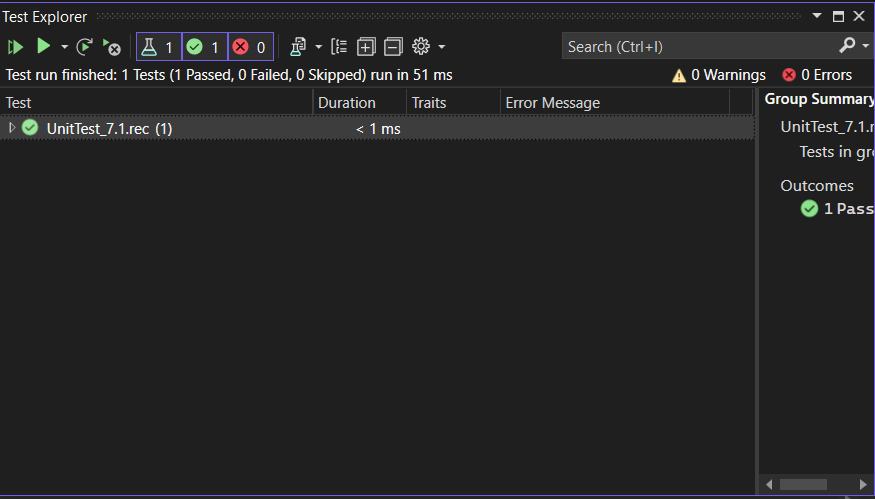 Test Explorer
1 1 0
Search (Ctrl+I)
Test run finished: 1 Tests (1 Passed, 0 Failed, 0 Skipped) run in 51 ms
0 Warnings 0 Errors
Test Duration Traits Error Message
Group Summary
UnitTest_7.1.rec (1) < 1 ms
UnitTest_7.1.r
Tests in gro
Outcomes
1 Pass